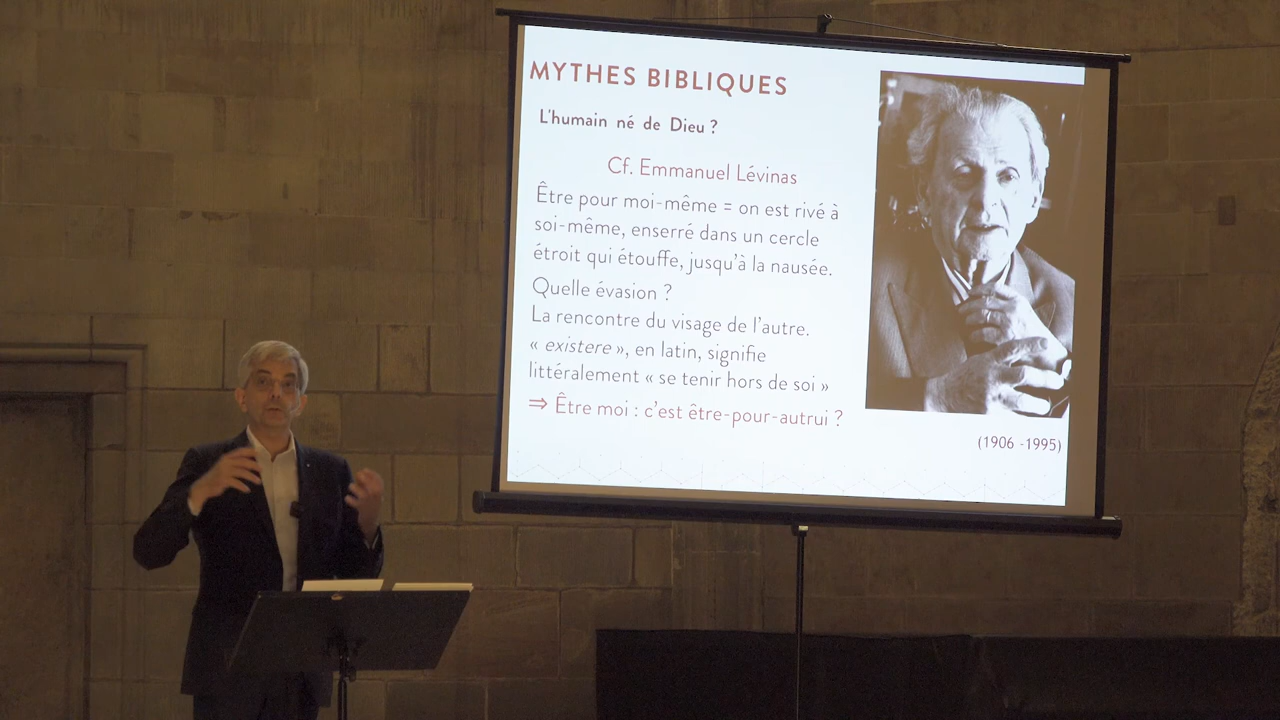 MYTHES BIBLIQUES
L'humain né de Dieu ?
Cf. Emmanuel Lévinas
Être pour moi-même = on est rivé à
soi-même, enserré dans un cercle
étroit qui étouffe, jusqu'à la nausée.
Quelle évasion ?
La rencontre du visage de l'autre.
« existere », en latin, signifie
littéralement « se tenir hors de soi »
⇒ Être moi : c'est être-pour-autrui ?
(1906 -1995)